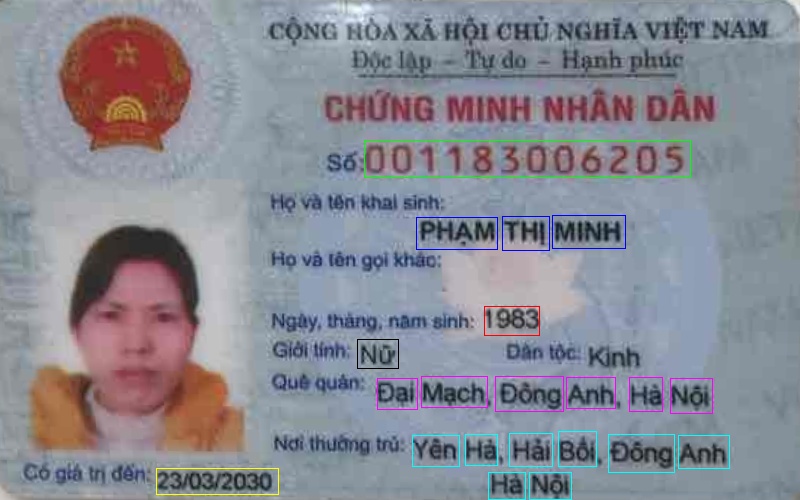 CỘNG HÒA XÃ HỘI CHỦ NGHĨA VIỆT NAM
Độc lập - Tự do - Hạnh phúc
CHỨNG MINH NHÂN DÂN
Số: 001183006205
Họ và tên khai sinh:
PHẠM THỊ MINH
Họ và tên gọi khác:
Ngày, tháng, năm sinh: 1983
Giới tính: Nữ Dân tộc: Kinh
Quê quán: Đại Mạch, Đông Anh, Hà Nội
Nơi thường trú: Yên Hà, Hải Bối, Đông Anh
Hà Nội
Có giá trị đến: 23/03/2030